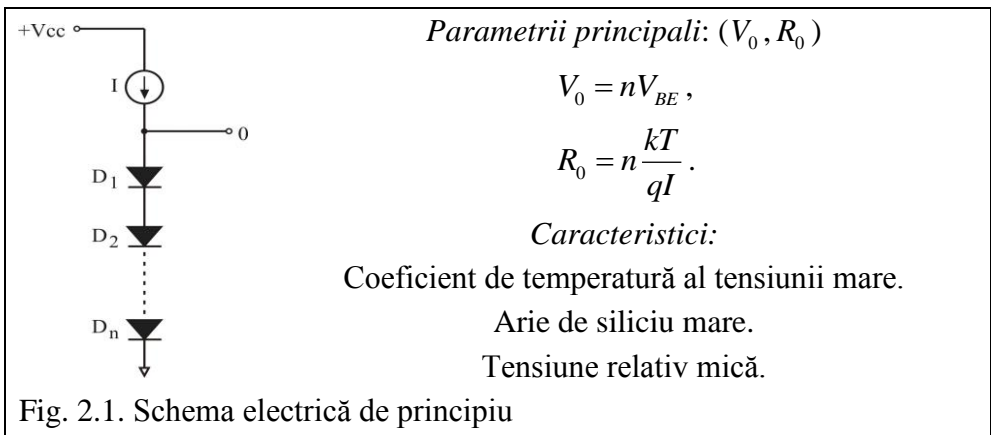 +Vcc
I
0
D1
D2
Dn
Parametrii principali: (V₀, R₀)
V₀ = nV_BE ,
R₀ = n kT/qI .
Caracteristici:
Coeficient de temperatură al tensiunii mare.
Arie de siliciu mare.
Tensiune relativ mică.
Fig. 2.1. Schema electrică de principiu